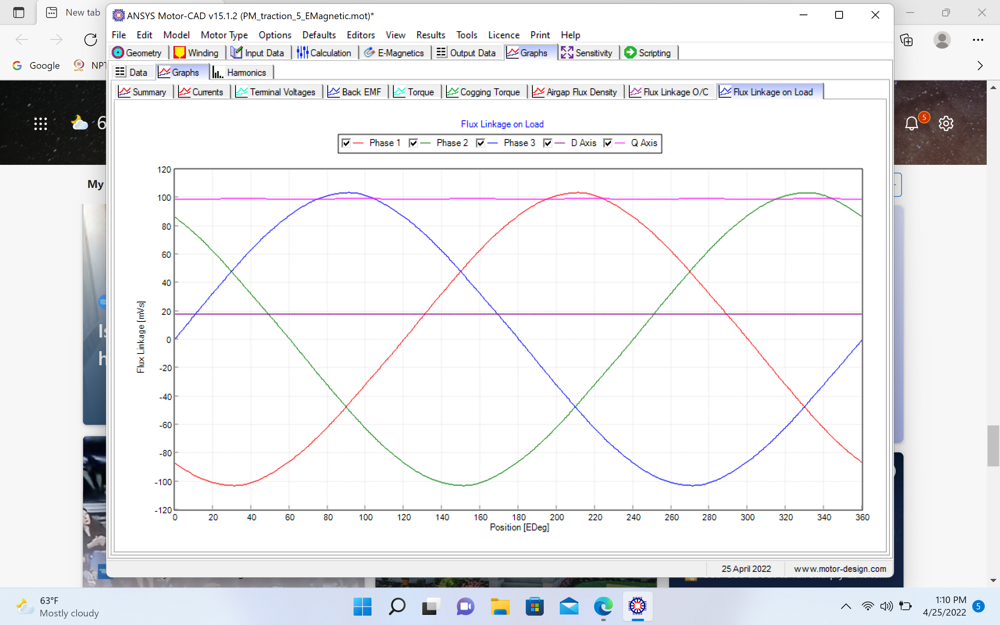 New tab
ANSYS Motor-CAD v15.1.2 (PM_traction_5_EMagnetic.mot)*
File Edit Model Motor Type Options Defaults Editors View Results Tools Licence Print Help
Geometry Winding Input Data Calculation E-Magnetics Output Data Graphs Sensitivity Scripting
Google
NPTEL
Data Graphs Harmonics
Summary Currents Terminal Voltages Back EMF Torque Cogging Torque Airgap Flux Density Flux Linkage O/C Flux Linkage on Load
6
5
Flux Linkage on Load
Phase 1 Phase 2 Phase 3 D Axis Q Axis
My
120
100
80
60
40
20
0
-20
-40
-60
-80
-100
-120
Flux Linkage [mVs]
0 20 40 60 80 100 120 140 160 180 200 220 240 260 280 300 320 340 360
Position [EDeg]
25 April 2022
www.motor-design.com
63°F
Mostly cloudy
1:10 PM
4/25/2022
5